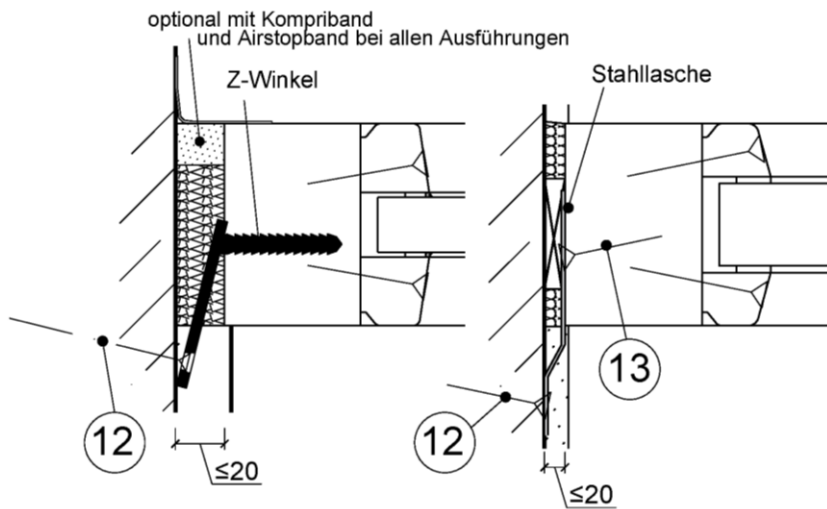 optional mit Kompriband
und Airstopband bei allen Ausführungen
Z-Winkel
Stahllasche
12
≤20
13
12
≤20